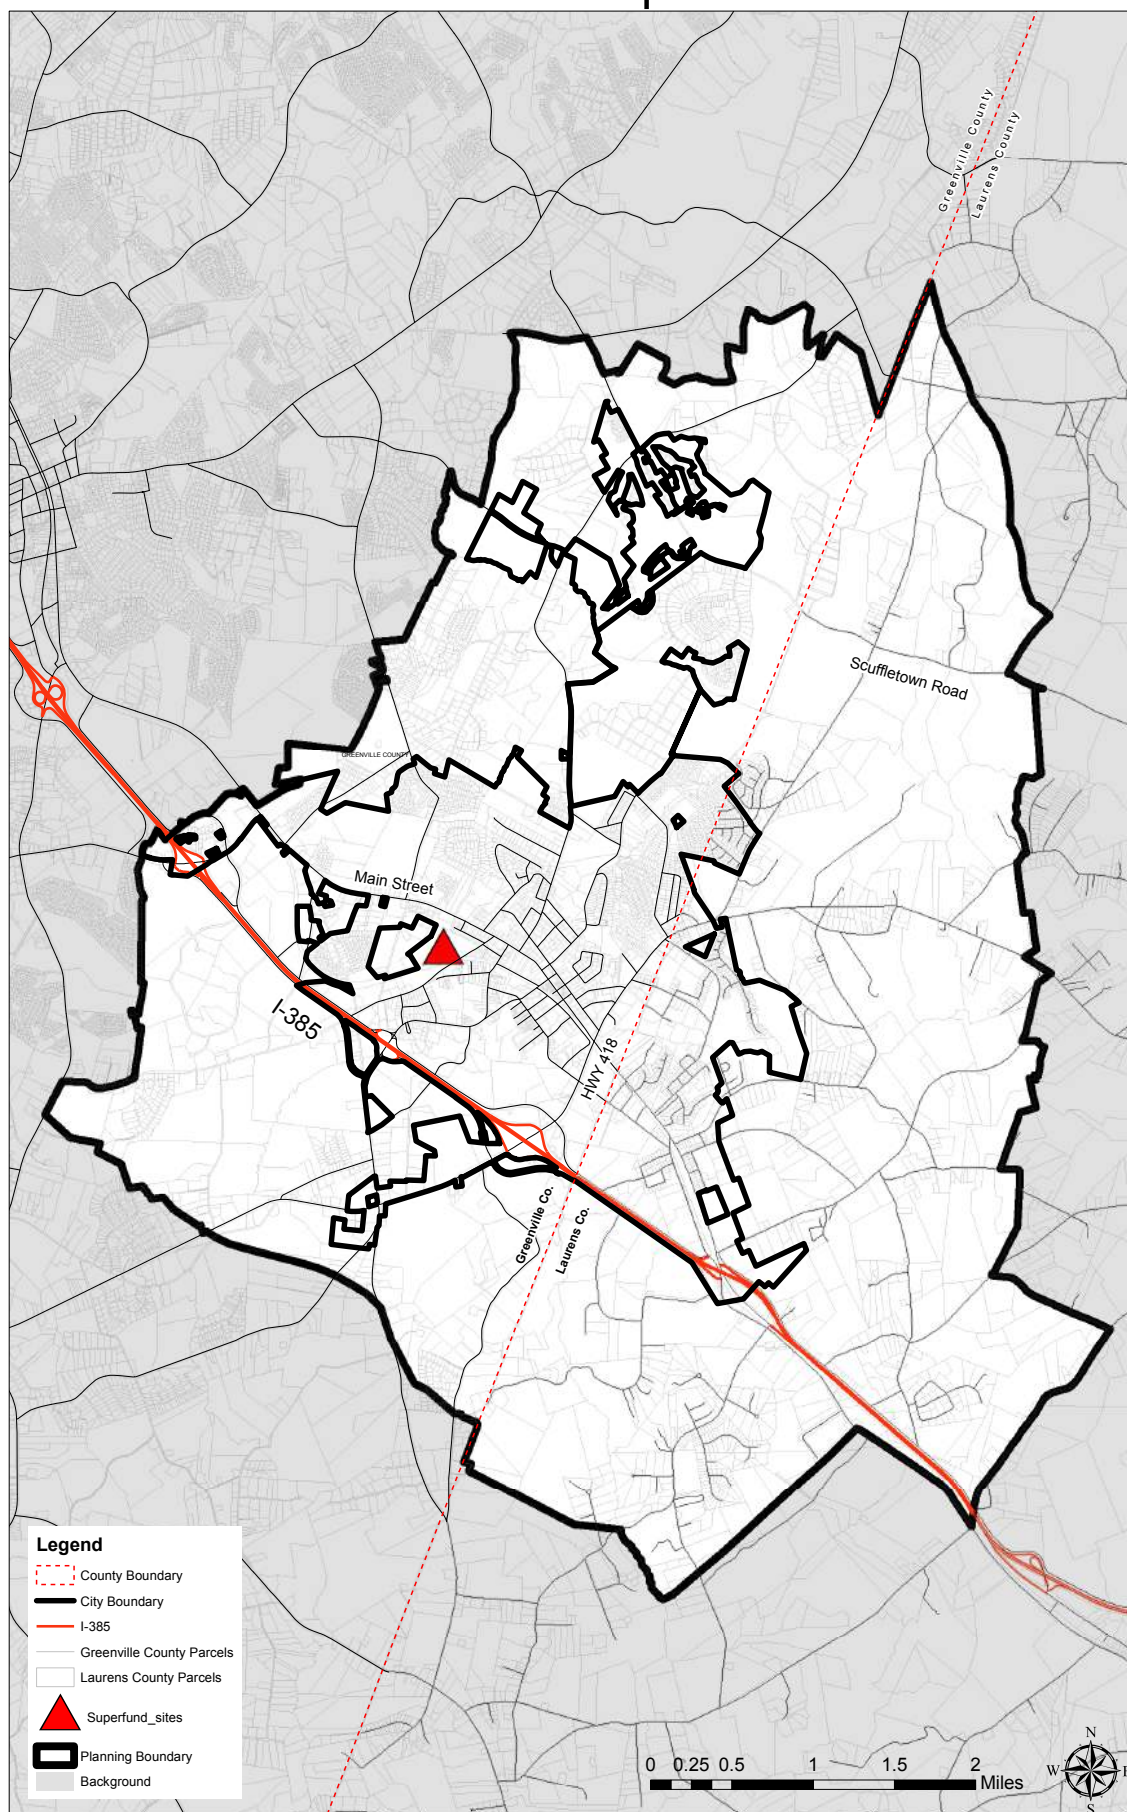 Greenville County
Laurens County
Scuffletown Road
GREENVILLE COUNTY
Main Street
I-385
HWY 418
Greenville Co.
Laurens Co.
Legend
County Boundary
City Boundary
I-385
Greenville County Parcels
Laurens County Parcels
Superfund_sites
Planning Boundary
Background
0 0.25 0.5 1 1.5 2
Miles
N
W E
S